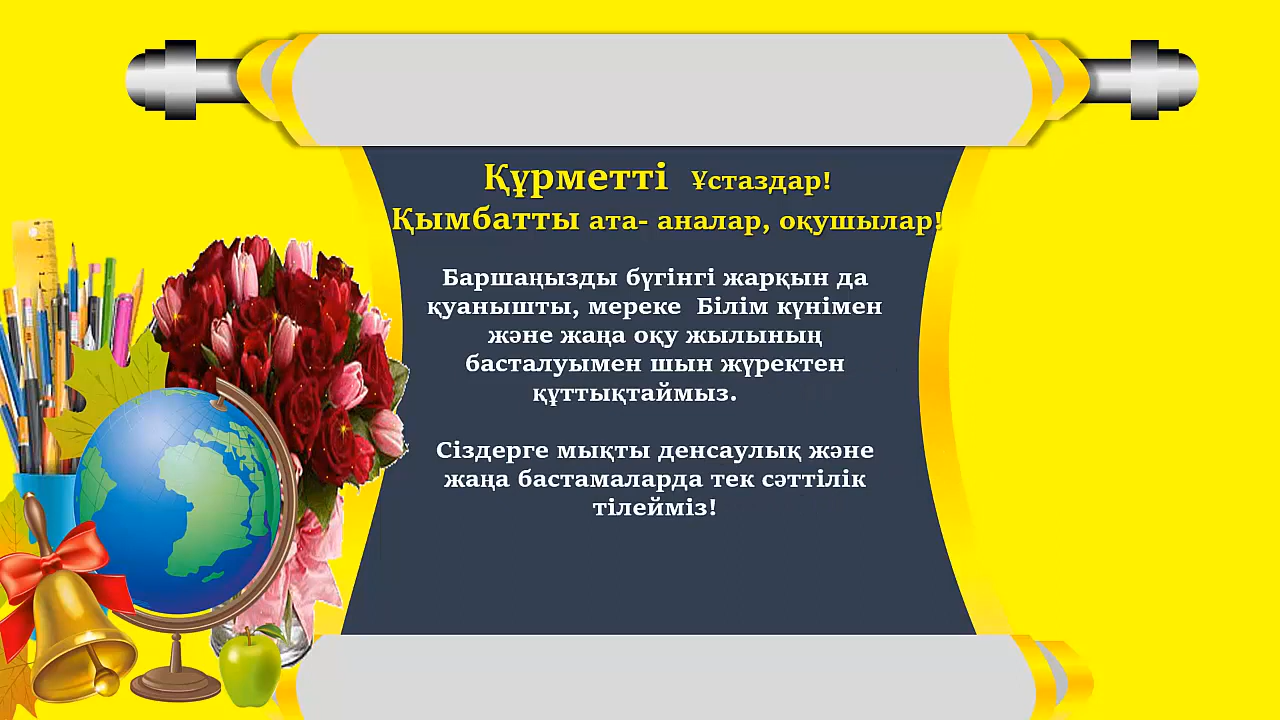 Құрметті Ұстаздар!
Қымбатты ата- аналар, оқушылар!
Баршаңызды бүгінгі жарқын да
қуанышты, мереке Білім күнімен
және жаңа оқу жылының
басталуымен шын жүректен
құттықтаймыз.
Сіздерге мықты денсаулық және
жаңа бастамаларда тек сәттілік
тілейміз!